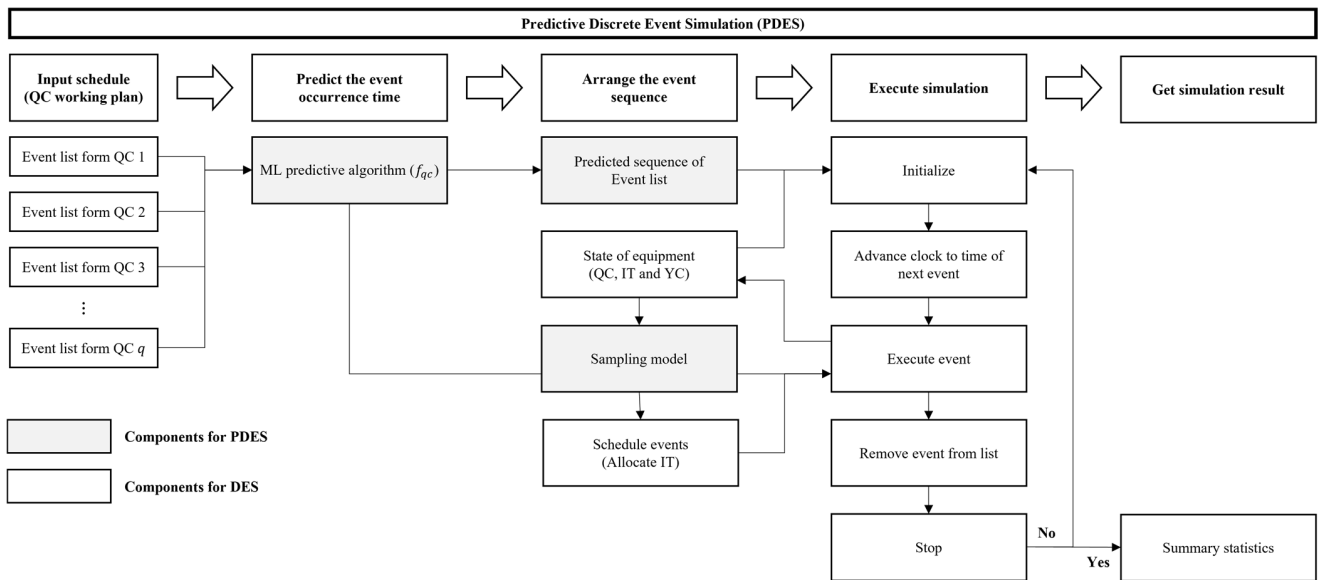 Predictive Discrete Event Simulation (PDES)
Input schedule
(QC working plan)
Predict the event
occurrence time
Arrange the event
sequence
Execute simulation
Get simulation result
Event list form QC 1
Event list form QC 2
Event list form QC 3
⋮
Event list form QC q
ML predictive algorithm (f_{qc})
Predicted sequence of
Event list
State of equipment
(QC, IT and YC)
Sampling model
Schedule events
(Allocate IT)
Initialize
Advance clock to time of
next event
Execute event
Remove event from list
Stop
No
Yes
Summary statistics
Components for PDES
Components for DES